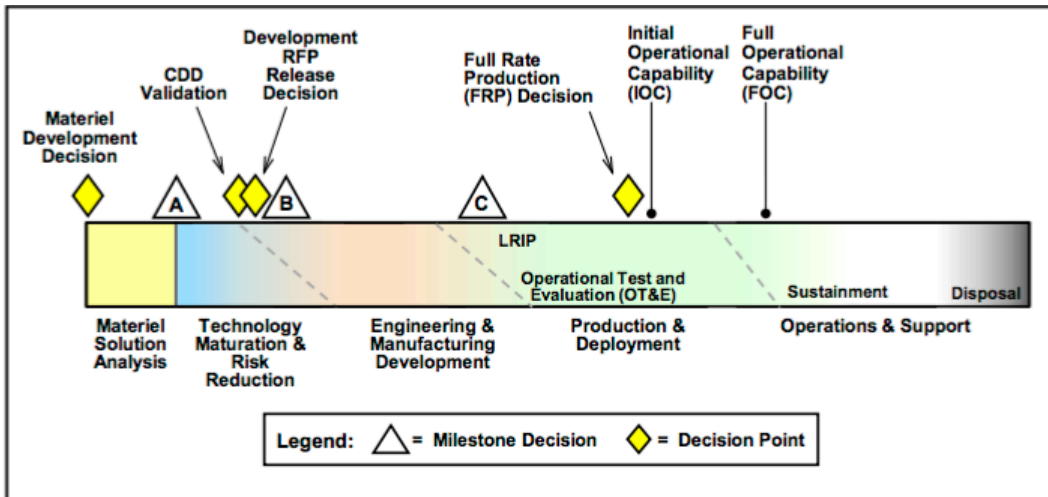 Materiel
Development
Decision
CDD
Validation
Development
RFP
Release
Decision
Full Rate
Production
(FRP) Decision
Initial
Operational
Capability
(IOC)
Full
Operational
Capability
(FOC)
A
B
C
LRIP
Operational Test and
Evaluation (OT&E)
Sustainment
Disposal
Materiel
Solution
Analysis
Technology
Maturation &
Risk
Reduction
Engineering &
Manufacturing
Development
Production &
Deployment
Operations & Support
Legend: = Milestone Decision = Decision Point